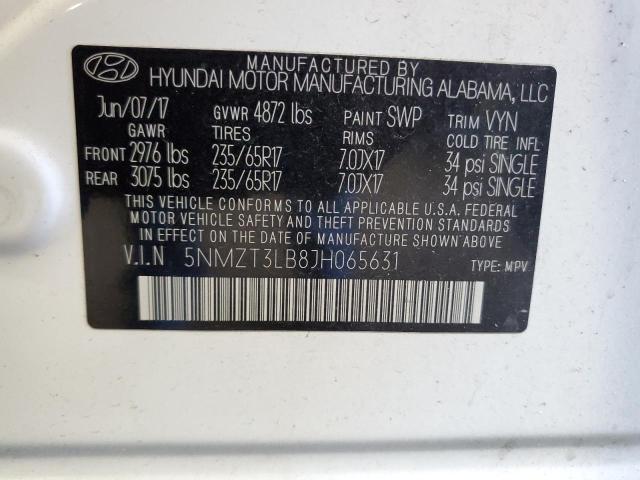 MANUFACTURED BY
HYUNDAI MOTOR MANUFACTURING ALABAMA, LLC
Jun/07/17 GVWR 4872 lbs PAINT SWP TRIM VYN
GAWR TIRES RIMS COLD TIRE INFL
FRONT 2976 lbs 235/65R17 7.0JX17 34 psi SINGLE
REAR 3075 lbs 235/65R17 7.0JX17 34 psi SINGLE
THIS VEHICLE CONFORMS TO ALL APPLICABLE U.S.A. FEDERAL
MOTOR VEHICLE SAFETY AND THEFT PREVENTION STANDARDS
IN EFFECT ON THE DATE OF MANUFACTURE SHOWN ABOVE.
V.I.N 5NMZT3LB8JH065631 TYPE: MPV